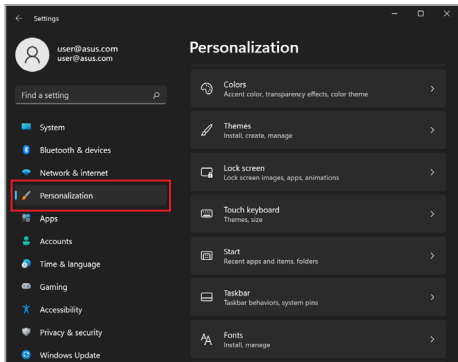 Settings
user@asus.com
user@asus.com
Find a setting
System
Bluetooth & devices
Network & internet
Personalization
Apps
Accounts
Time & language
Gaming
Accessibility
Privacy & security
Windows Update
Personalization
Colors
Accent color, transparency effects, color theme
Themes
Install, create, manage
Lock screen
Lock screen images, apps, animations
Touch keyboard
Themes, size
Start
Recent apps and items, folders
Taskbar
Taskbar behaviors, system pins
Fonts
Install, manage